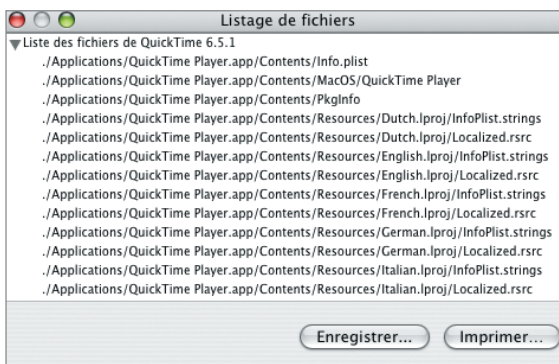 Listage de fichiers
Liste des fichiers de QuickTime 6.5.1
./Applications/QuickTime Player.app/Contents/Info.plist
./Applications/QuickTime Player.app/Contents/MacOS/QuickTime Player
./Applications/QuickTime Player.app/Contents/PkgInfo
./Applications/QuickTime Player.app/Contents/Resources/Dutch.lproj/InfoPlist.strings
./Applications/QuickTime Player.app/Contents/Resources/Dutch.lproj/Localized.rsrc
./Applications/QuickTime Player.app/Contents/Resources/English.lproj/InfoPlist.strings
./Applications/QuickTime Player.app/Contents/Resources/English.lproj/Localized.rsrc
./Applications/QuickTime Player.app/Contents/Resources/French.lproj/InfoPlist.strings
./Applications/QuickTime Player.app/Contents/Resources/French.lproj/Localized.rsrc
./Applications/QuickTime Player.app/Contents/Resources/German.lproj/InfoPlist.strings
./Applications/QuickTime Player.app/Contents/Resources/German.lproj/Localized.rsrc
./Applications/QuickTime Player.app/Contents/Resources/Italian.lproj/InfoPlist.strings
./Applications/QuickTime Player.app/Contents/Resources/Italian.lproj/Localized.rsrc
Enregistrer... Imprimer...